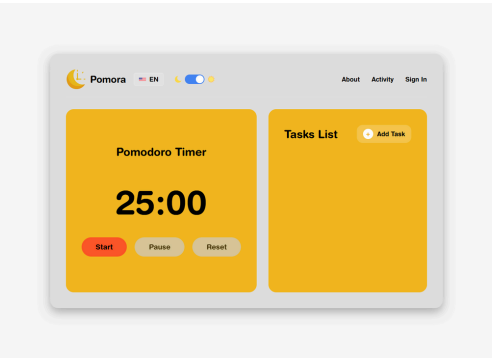 Pomora
EN
About Activity Sign In
Pomodoro Timer
25:00
Start Pause Reset
Tasks List
+ Add Task